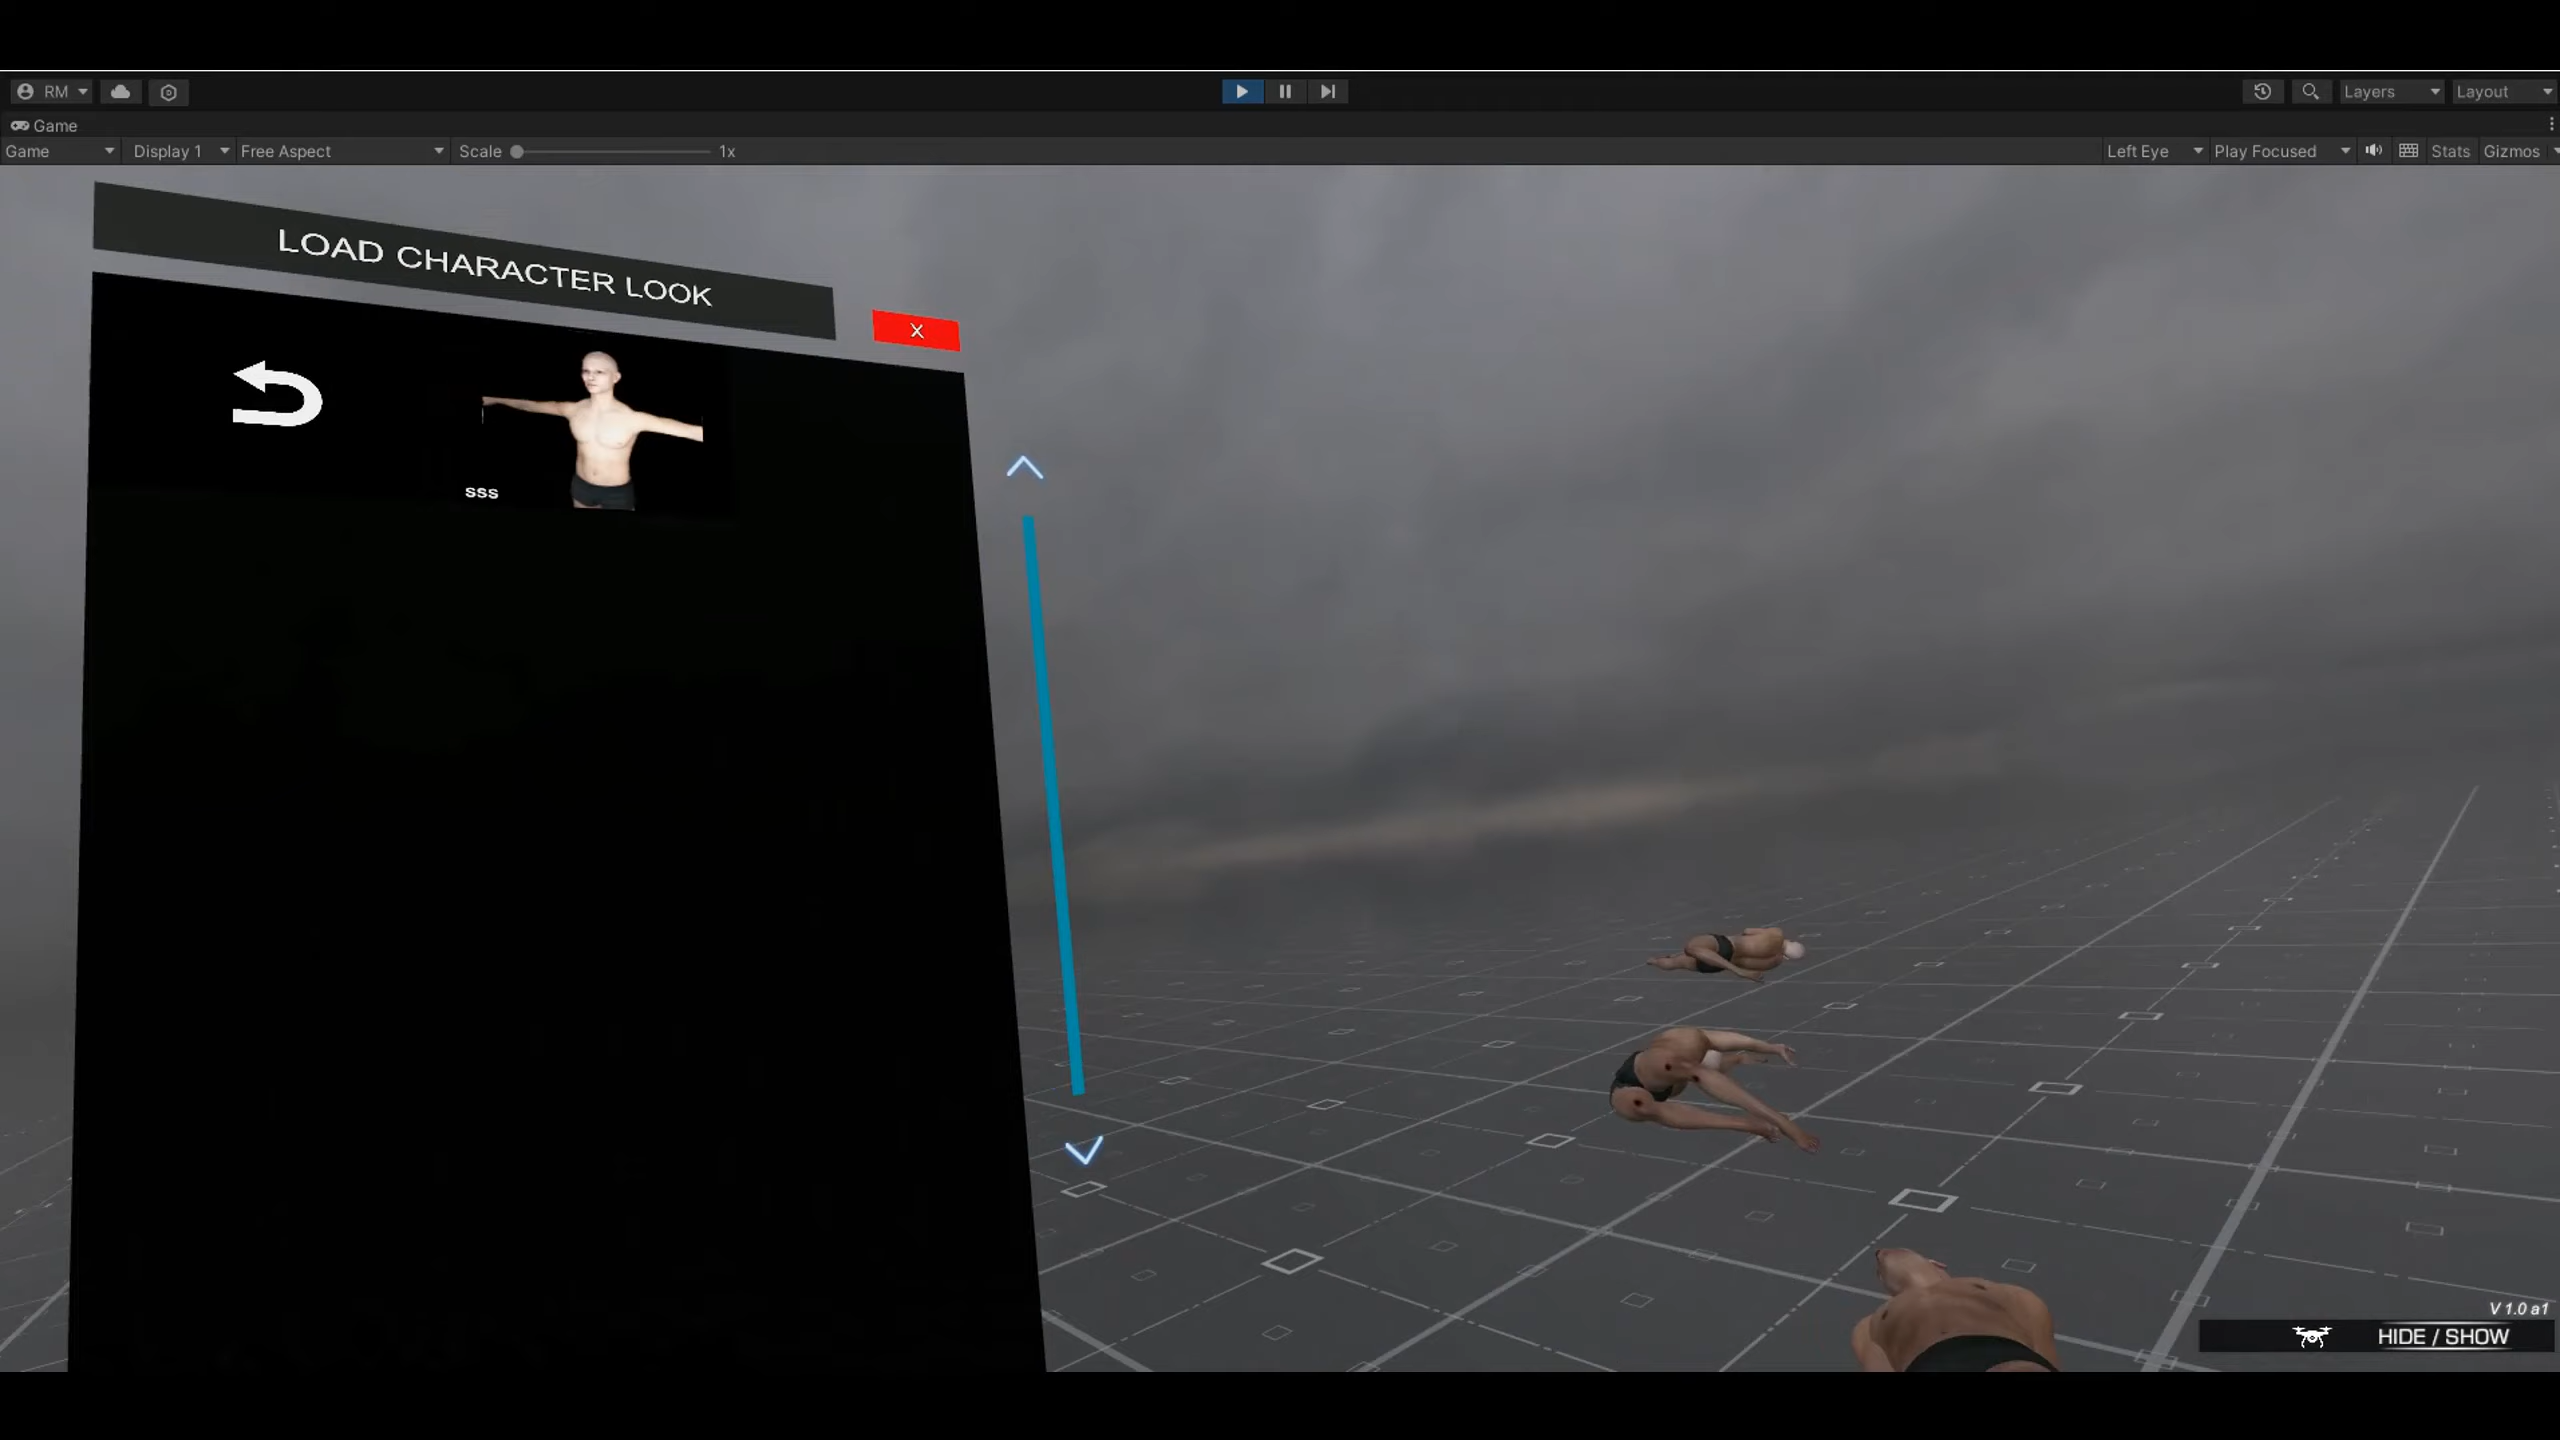 RM
Layers
Layout
Game
Game
Display 1
Free Aspect
Scale
1x
Left Eye
Play Focused
Stats
Gizmos
LOAD CHARACTER LOOK
X
sss
V 1.0 a1
HIDE / SHOW